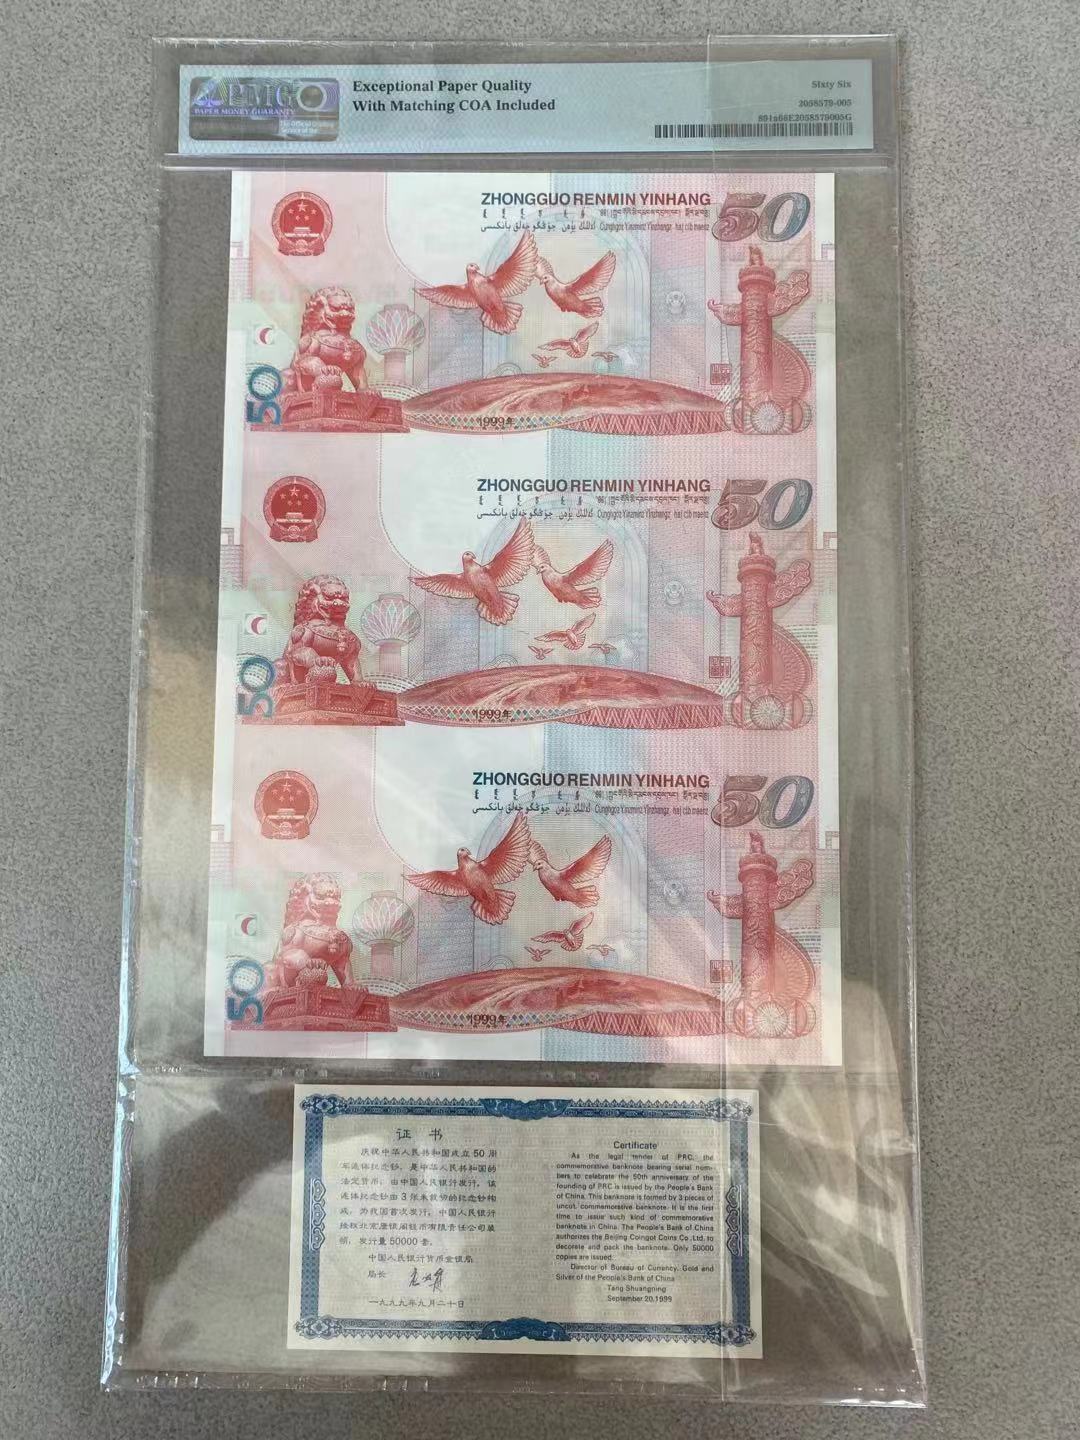 PMG
PAPER MONEY GUARANTY
Exceptional Paper Quality
With Matching COA Included
Sixty Six
2058579-005
891a66E2058579005G
ZHONGGUO RENMIN YINHANG
50
50
1999年
ZHONGGUO RENMIN YINHANG
50
50
1999年
ZHONGGUO RENMIN YINHANG
50
50
1999年
证书
庆祝中华人民共和国成立 50 周
年连体纪念钞，是中华人民共和国的
法定货币，由中国人民银行发行，该
连体纪念钞由 3 张未裁切的纪念钞构
成，为我国首次发行，中国人民银行
授权北京康银阁钱币有限责任公司装
帧，发行量 50000 套。
中国人民银行货币金银局
局长
一九九九年九月二十日
Certificate
As the legal tender of PRC, the
commemorative banknote bearing serial num-
bers to celebrate the 50th anniversary of the
founding of PRC is issued by the People's Bank
of China. This banknote is formed by 3 pieces of
uncut commemorative banknote. It is the first
time to issue such kind of commemorative
banknote in China. The People's Bank of China
authorizes the Beijing Coingot Coins Co.,Ltd. to
decorate and pack the banknote. Only 50000
copies are issued.
Director of Bureau of Currency, Gold and
Silver of the People's Bank of China
Tang Shuangning
September 20,1999